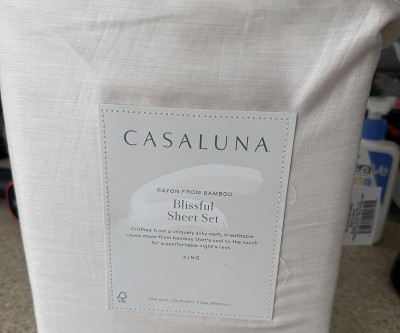 CASALUNA
RAYON FROM BAMBOO
Blissful
Sheet Set
Crafted from a uniquely silky-soft, breathable
rayon made from bamboo that's cool to the touch
for a comfortable night's rest.
KING
FSC